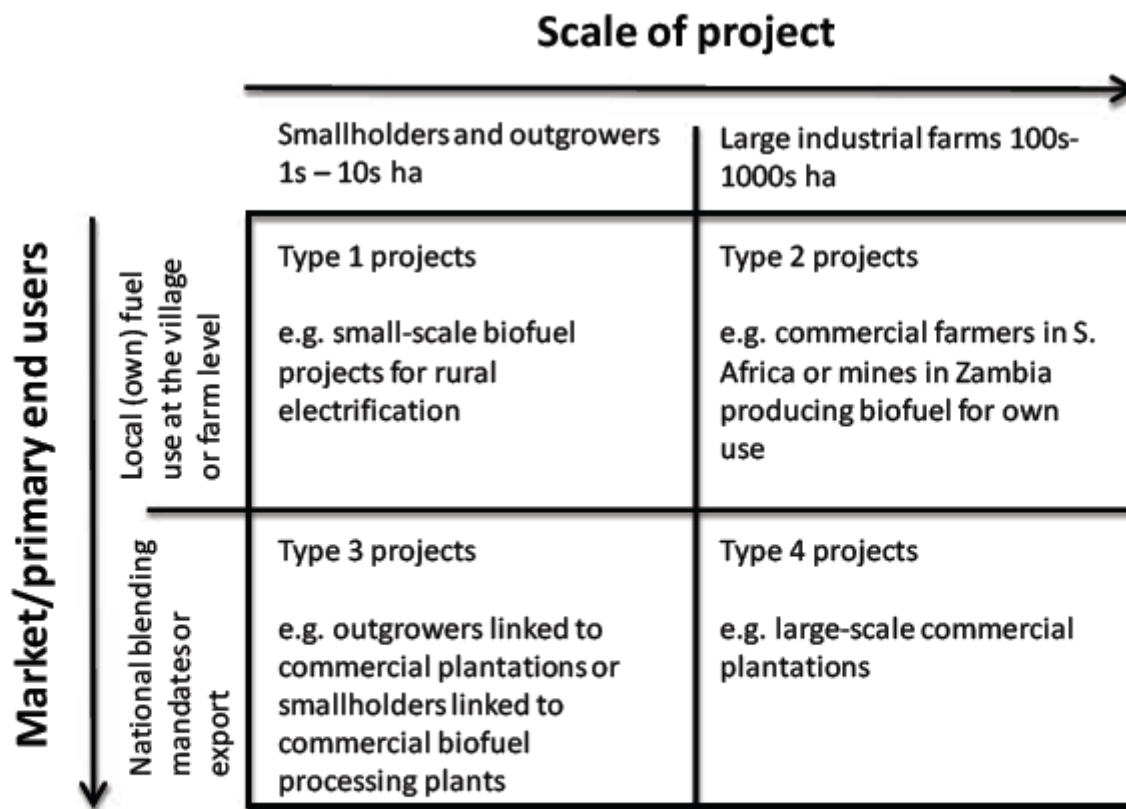 Scale of project
Smallholders and outgrowers
1s – 10s ha
Large industrial farms 100s-
1000s ha
Market/primary end users
Local (own) fuel
use at the village
or farm level
Type 1 projects
e.g. small-scale biofuel
projects for rural
electrification
Type 2 projects
e.g. commercial farmers in S.
Africa or mines in Zambia
producing biofuel for own
use
National blending
mandates or
export
Type 3 projects
e.g. outgrowers linked to
commercial plantations or
smallholders linked to
commercial biofuel
processing plants
Type 4 projects
e.g. large-scale commercial
plantations